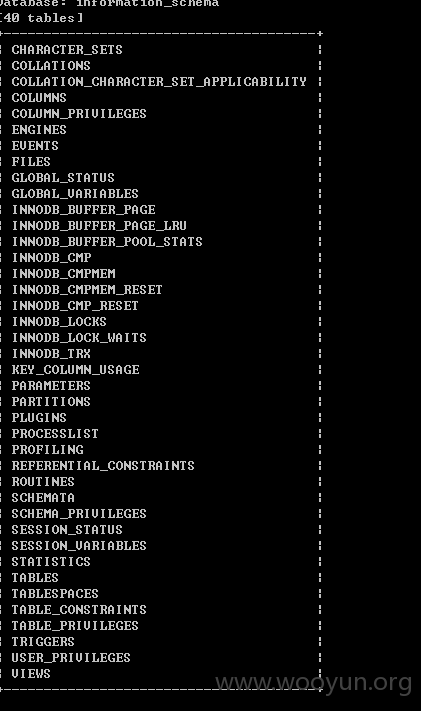 Database: information_schema
[40 tables]
+---------------------------------------+
| CHARACTER_SETS |
| COLLATIONS |
| COLLATION_CHARACTER_SET_APPLICABILITY |
| COLUMNS |
| COLUMN_PRIVILEGES |
| ENGINES |
| EVENTS |
| FILES |
| GLOBAL_STATUS |
| GLOBAL_VARIABLES |
| INNODB_BUFFER_PAGE |
| INNODB_BUFFER_PAGE_LRU |
| INNODB_BUFFER_POOL_STATS |
| INNODB_CMP |
| INNODB_CMPMEM |
| INNODB_CMPMEM_RESET |
| INNODB_CMP_RESET |
| INNODB_LOCKS |
| INNODB_LOCK_WAITS |
| INNODB_TRX |
| KEY_COLUMN_USAGE |
| PARAMETERS |
| PARTITIONS |
| PLUGINS |
| PROCESSLIST |
| PROFILING |
| REFERENTIAL_CONSTRAINTS |
| ROUTINES |
| SCHEMATA |
| SCHEMA_PRIVILEGES |
| SESSION_STATUS |
| SESSION_VARIABLES |
| STATISTICS |
| TABLES |
| TABLESPACES |
| TABLE_CONSTRAINTS |
| TABLE_PRIVILEGES |
| TRIGGERS |
| USER_PRIVILEGES |
| VIEWS |
+---------------------------------------+
www.wooyun.org